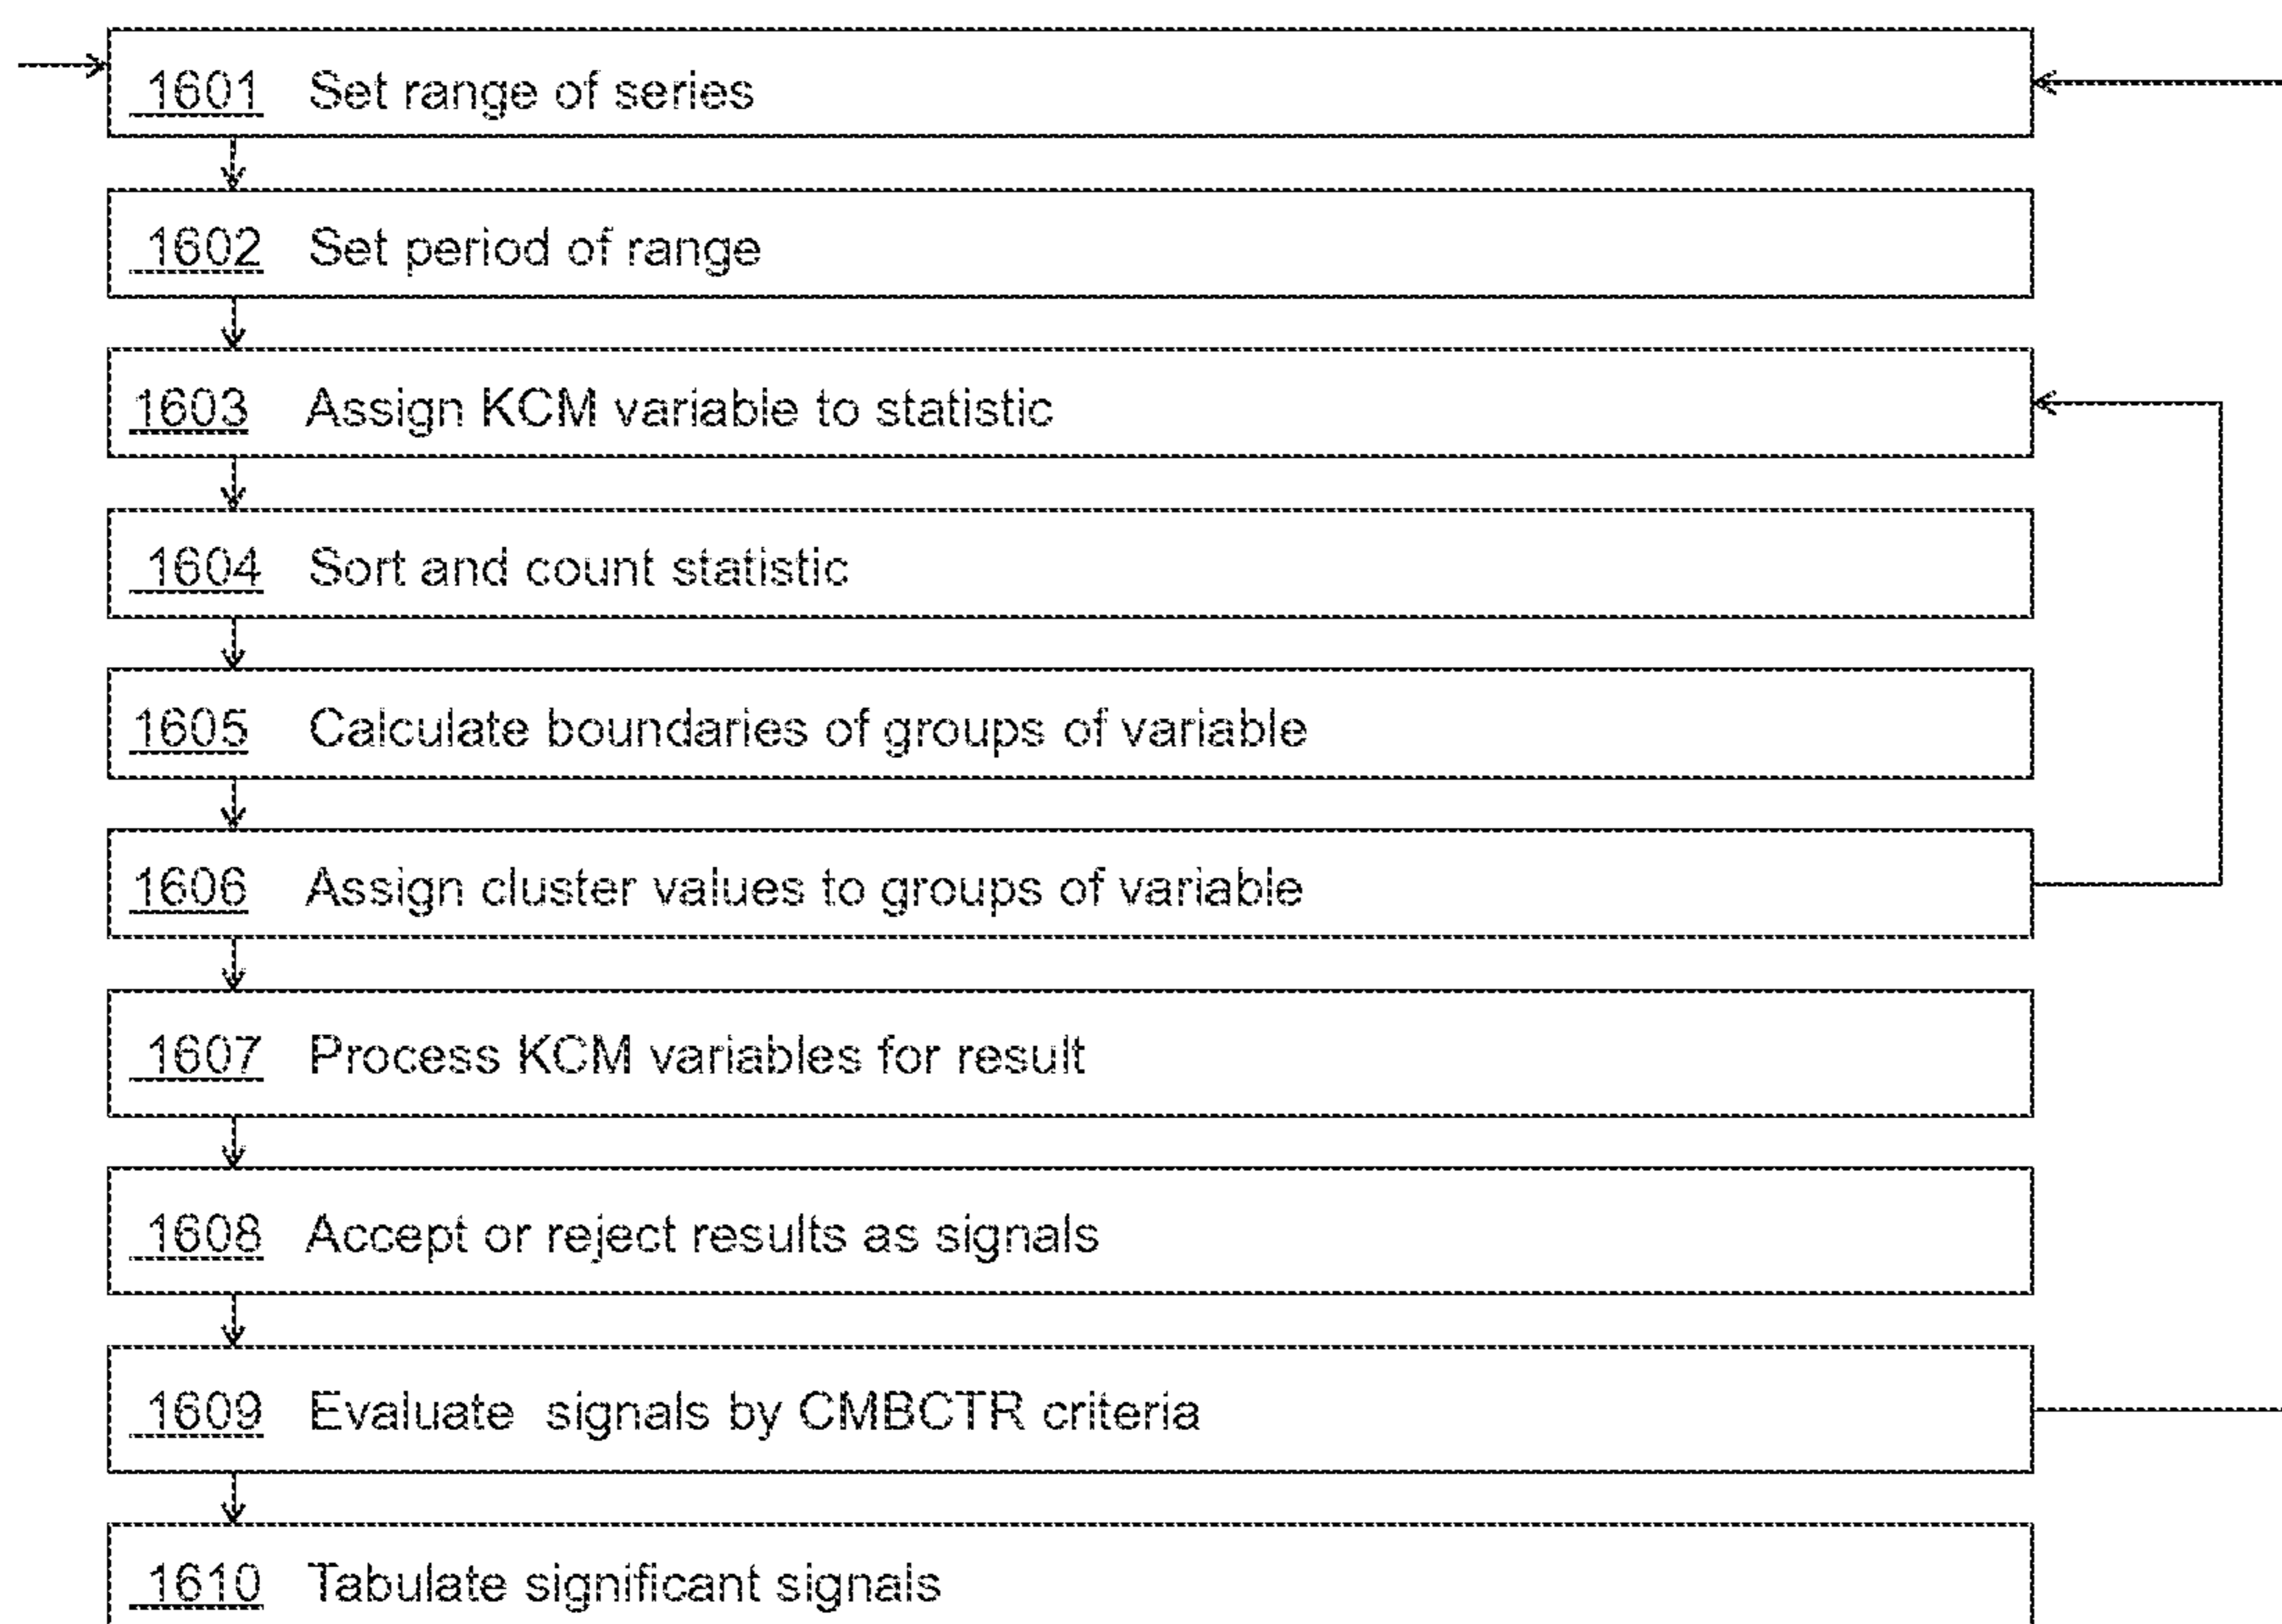 1601 Set range of series
1602 Set period of range
1603 Assign KCM variable to statistic
1604 Sort and count statistic
1605 Calculate boundaries of groups of variable
1606 Assign cluster values to groups of variable
1607 Process KCM variables for result
1608 Accept or reject results as signals
1609 Evaluate signals by CMBCTR criteria
1610 Tabulate significant signals